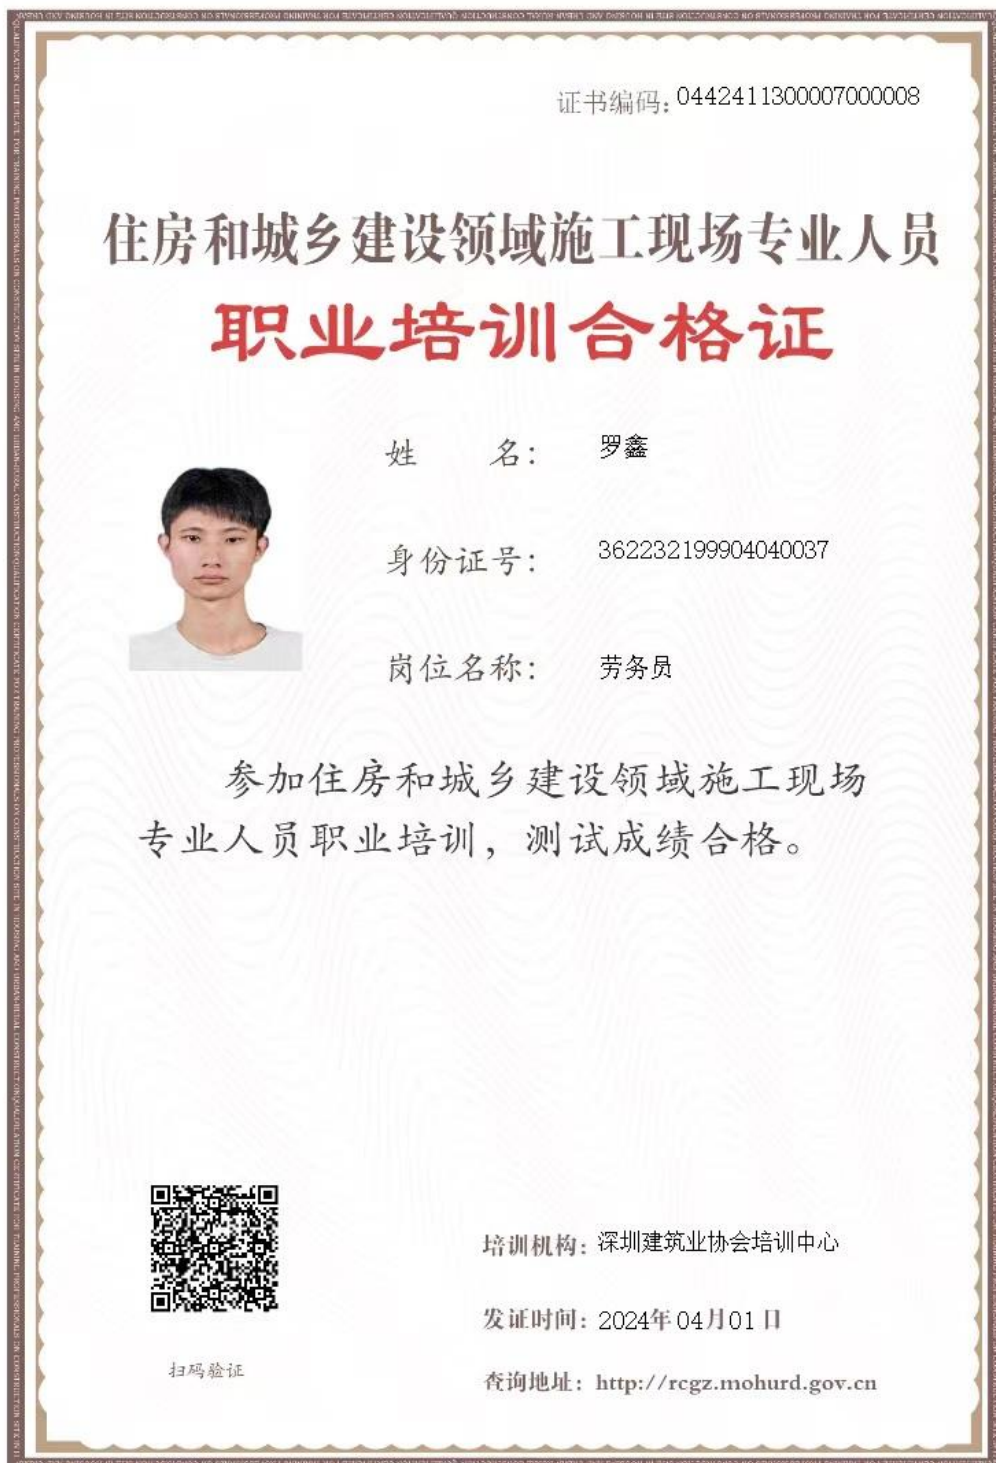 证书编码：0442411300007000008
住房和城乡建设领域施工现场专业人员
职业培训合格证
姓 名： 罗鑫
身份证号： 362232199904040037
岗位名称： 劳务员
参加住房和城乡建设领域施工现场
专业人员职业培训，测试成绩合格。
培训机构：深圳建筑业协会培训中心
发证时间：2024年04月01日
扫码验证
查询地址：http://rcgz.mohurd.gov.cn